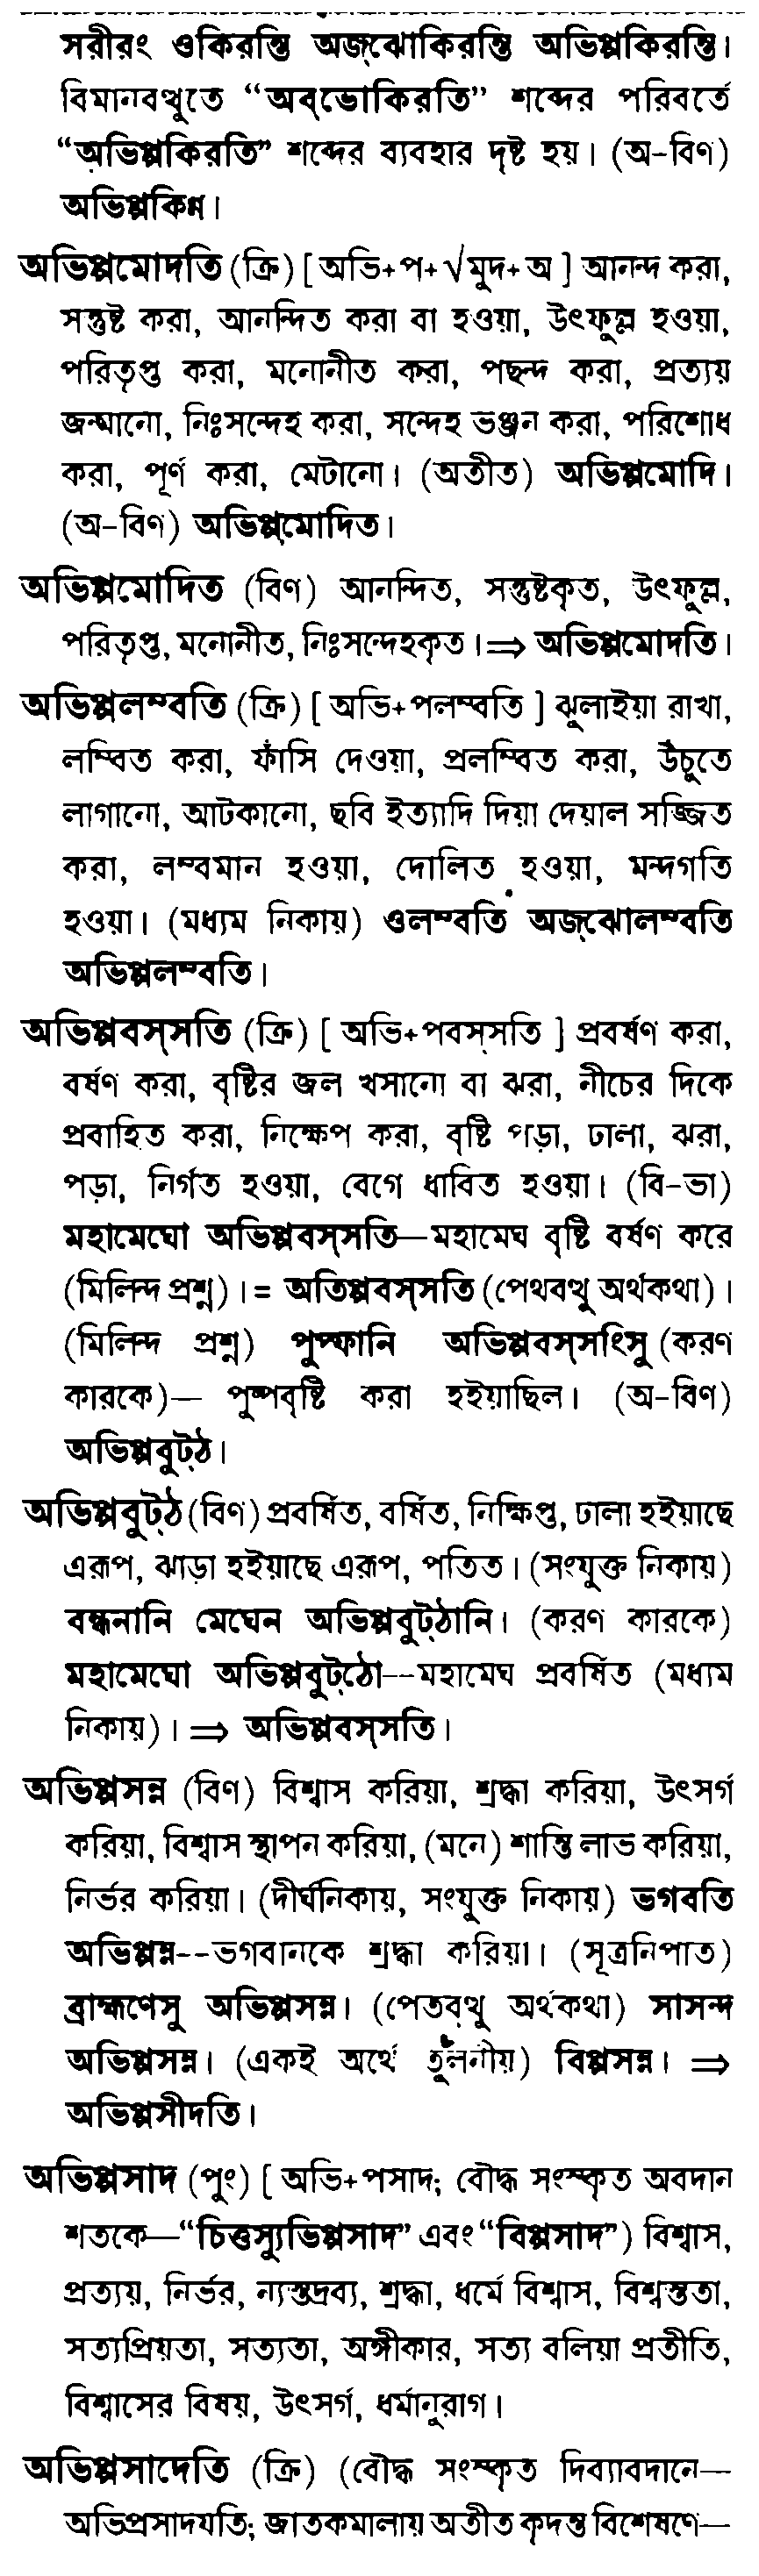 সরীরং ওকিরন্তি অজ্ঝোকিরন্তি অভিপ্পকিরন্তি।
বিমানবত্থুতে “অব্ভোকিরতি” শব্দের পরিবর্তে
“অভিপ্পকিরতি” শব্দের ব্যবহার দৃষ্ট হয়। (অ-বিণ)
অভিপ্পকিন্ন।
অভিপ্পমোদতি (ক্রি) [ অভি+প+√মুদ+অ ] আনন্দ করা,
সন্তুষ্ট করা, আনন্দিত করা বা হওয়া, উৎফুল্ল হওয়া,
পরিতৃপ্ত করা, মনোনীত করা, পছন্দ করা, প্রত্যয়
জন্মানো, নিঃসন্দেহ করা, সন্দেহ ভঞ্জন করা, পরিশোধ
করা, পূর্ণ করা, মেটানো। (অতীত) অভিপ্পমোদি।
(অ-বিণ) অভিপ্পমোদিত।
অভিপ্পমোদিত (বিণ) আনন্দিত, সন্তুষ্টকৃত, উৎফুল্ল,
পরিতৃপ্ত, মনোনীত, নিঃসন্দেহকৃত।⇒ অভিপ্পমোদতি।
অভিপ্পলম্বতি (ক্রি) [ অভি+পলম্বতি ] ঝুলাইয়া রাখা,
লম্বিত করা, ফাঁসি দেওয়া, প্রলম্বিত করা, উঁচুতে
লাগানো, আটকানো, ছবি ইত্যাদি দিয়া দেয়াল সজ্জিত
করা, লম্বমান হওয়া, দোলিত হওয়া, মন্দগতি
হওয়া। (মধ্যম নিকায়) ওলম্বতি অজ্ঝোলম্বতি
অভিপ্পলম্বতি।
অভিপ্পবস্সতি (ক্রি) [ অভি+পবস্সতি ] প্রবর্ষণ করা,
বর্ষণ করা, বৃষ্টির জল খসানো বা ঝরা, নীচের দিকে
প্রবাহিত করা, নিক্ষেপ করা, বৃষ্টি পড়া, ঢালা, ঝরা,
পড়া, নির্গত হওয়া, বেগে ধাবিত হওয়া। (বি-ভা)
মহামেঘো অভিপ্পবস্সতি—মহামেঘ বৃষ্টি বর্ষণ করে
(মিলিন্দ প্রশ্ন)।= অতিপ্পবস্সতি (পেথবত্থু অর্থকথা)।
(মিলিন্দ প্রশ্ন) পুপ্ফানি অভিপ্পবস্সিংসু (করণ
কারকে)— পুষ্পবৃষ্টি করা হইয়াছিল। (অ-বিণ)
অভিপ্পবুট্ঠ।
অভিপ্পবুট্ঠ (বিণ) প্রবর্ষিত, বর্ষিত, নিক্ষিপ্ত, ঢালা হইয়াছে
এরূপ, ঝাড়া হইয়াছে এরূপ, পতিত। (সংযুক্ত নিকায়)
বন্ধনানি মেঘেন অভিপ্পবুট্ঠানি। (করণ কারকে)
মহামেঘো অভিপ্পবুট্ঠো--মহামেঘ প্রবর্ষিত (মধ্যম
নিকায়)। ⇒ অভিপ্পবস্সতি।
অভিপ্পসন্ন (বিণ) বিশ্বাস করিয়া, শ্রদ্ধা করিয়া, উৎসর্গ
করিয়া, বিশ্বাস স্থাপন করিয়া, (মনে) শান্তি লাভ করিয়া,
নির্ভর করিয়া। (দীর্ঘনিকায়, সংযুক্ত নিকায়) ভগবতি
অভিপ্পন্ন--ভগবানকে শ্রদ্ধা করিয়া। (সূত্রনিপাত)
ব্রাহ্মণেসু অভিপ্পসন্ন। (পেতবত্থু অর্থকথা) সাসন্দ
অভিপ্পসন্ন। (একই অর্থে তুলনীয়) বিপ্পসন্ন। ⇒
অভিপ্পসীদতি।
অভিপ্পসাদ (পুং) [ অভি+পসাদ; বৌদ্ধ সংস্কৃত অবদান
শতকে—“চিত্তস্যুভিপ্পসাদ” এবং “বিপ্পসাদ”) বিশ্বাস,
প্রত্যয়, নির্ভর, ন্যস্তদ্রব্য, শ্রদ্ধা, ধর্মে বিশ্বাস, বিশ্বস্ততা,
সত্যপ্রিয়তা, সত্যতা, অঙ্গীকার, সত্য বলিয়া প্রতীতি,
বিশ্বাসের বিষয়, উৎসর্গ, ধর্মানুরাগ।
অভিপ্পসাদেতি (ক্রি) (বৌদ্ধ সংস্কৃত দিব্যাবদানে—
অভিপ্রসাদযতি; জাতকমালায় অতীত কৃদন্ত বিশেষণে—